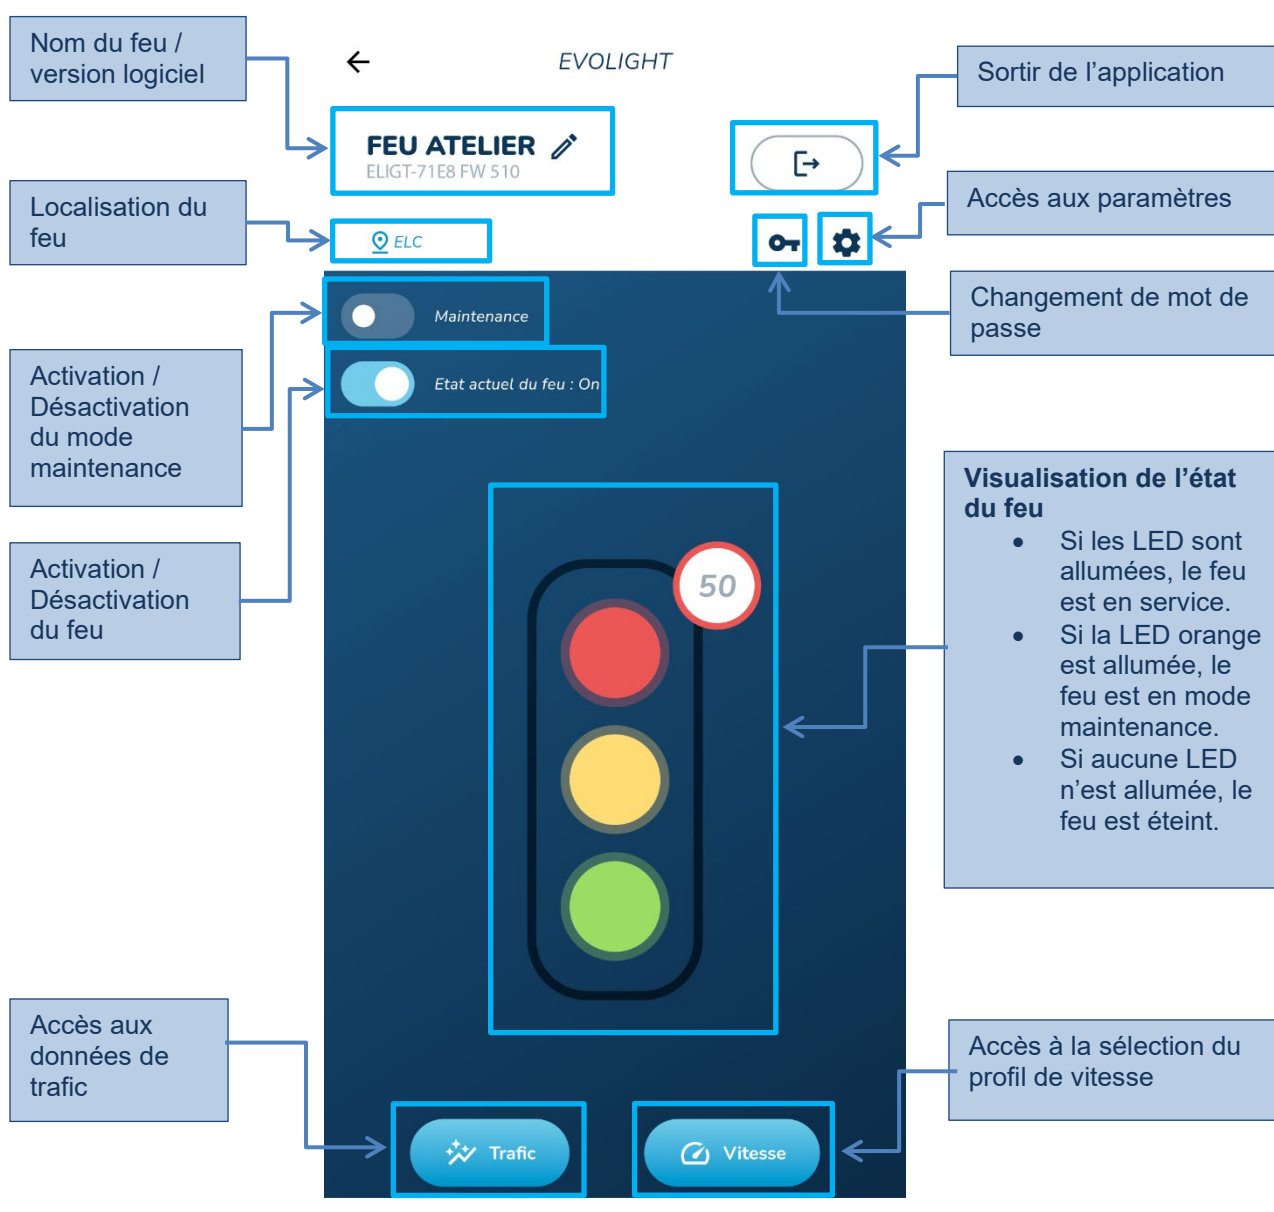 Nom du feu /
version logiciel
EVOLIGHT
Sortir de l’application
FEU ATELIER
ELIGT-71E8 FW 510
Accès aux paramètres
Localisation du
feu
ELC
Changement de mot de
passe
Maintenance
Activation /
Désactivation
du mode
maintenance
Etat actuel du feu : On
Visualisation de l’état
du feu
• Si les LED sont
allumées, le feu
est en service.
• Si la LED orange
est allumée, le
feu est en mode
maintenance.
• Si aucune LED
n’est allumée, le
feu est éteint.
Activation /
Désactivation
du feu
50
Accès aux
données de
trafic
Accès à la sélection du
profil de vitesse
Trafic
Vitesse